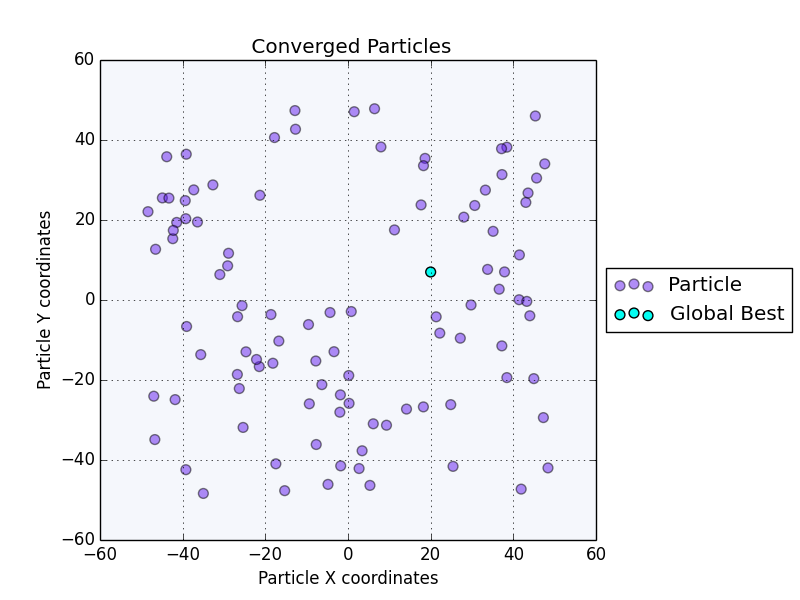 Converged Particles
60
40
20
0
−20
−40
−60
Particle Y coordinates
−60 −40 −20 0 20 40 60
Particle X coordinates
Particle
Global Best